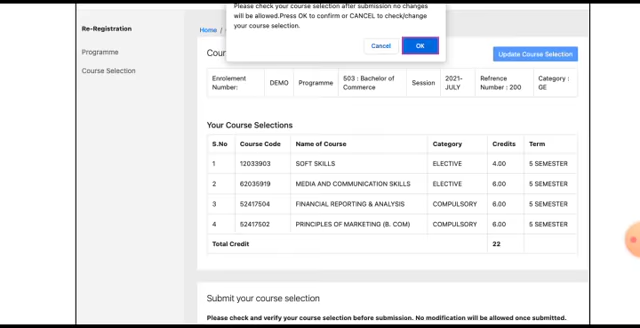 Please check your course selection after submission no changes
will be allowed.Press OK to confirm or CANCEL to check/change
your course selection.
Cancel OK
Re-Registration
Programme
Course Selection
Home /
Cour
Update Course Selection
Enrolement Number: DEMO Programme 503 : Bachelor of Commerce Session 2021-JULY Refrence Number : 200 Category : GE
Your Course Selections
S.No Course Code Name of Course Category Credits Term
1 12033903 SOFT SKILLS ELECTIVE 4.00 5 SEMESTER
2 62035919 MEDIA AND COMMUNICATION SKILLS ELECTIVE 6.00 5 SEMESTER
3 52417504 FINANCIAL REPORTING & ANALYSIS COMPULSORY 6.00 5 SEMESTER
4 52417502 PRINCIPLES OF MARKETING (B. COM) COMPULSORY 6.00 5 SEMESTER
Total Credit 22
Submit your course selection
Please check and verify your course selection before submission. No modification will be allowed once submitted.